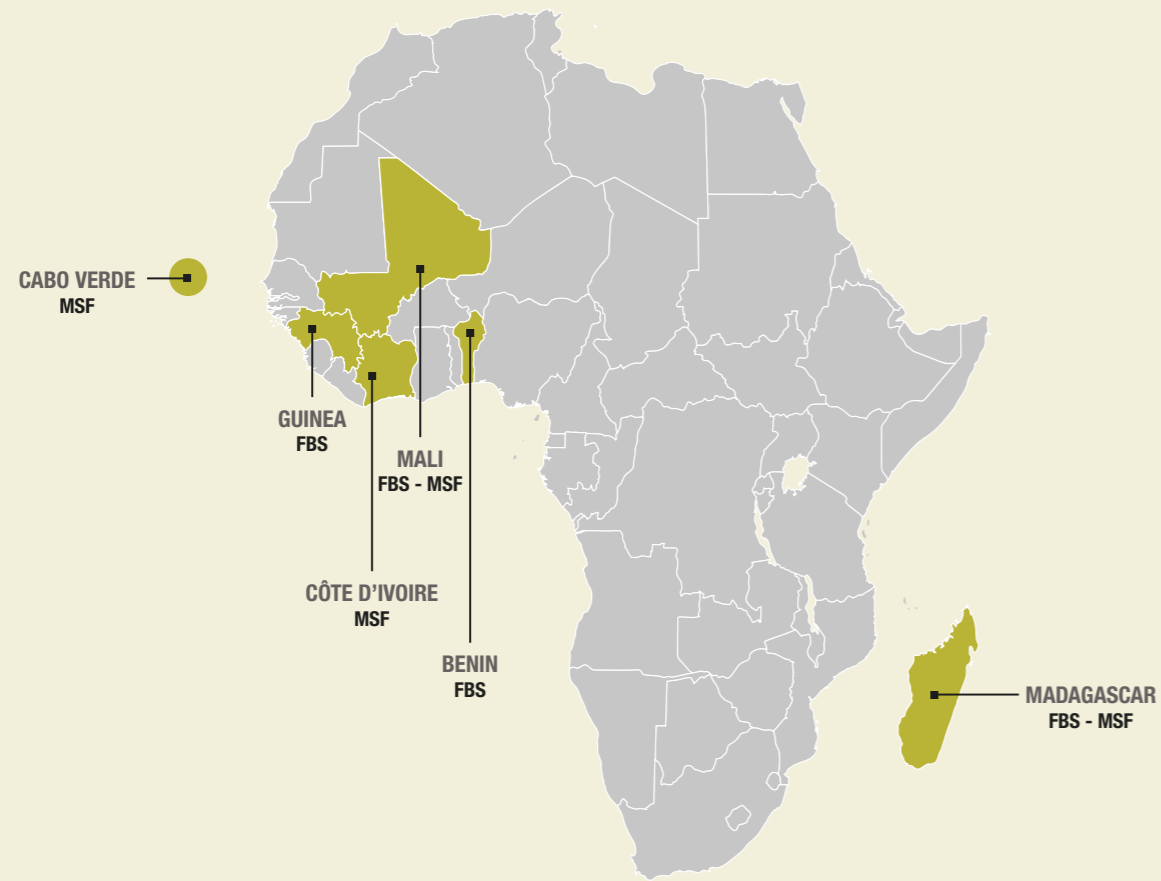 CABO VERDE
MSF
GUINEA
FBS
MALI
FBS - MSF
CÔTE D’IVOIRE
MSF
BENIN
FBS
MADAGASCAR
FBS - MSF